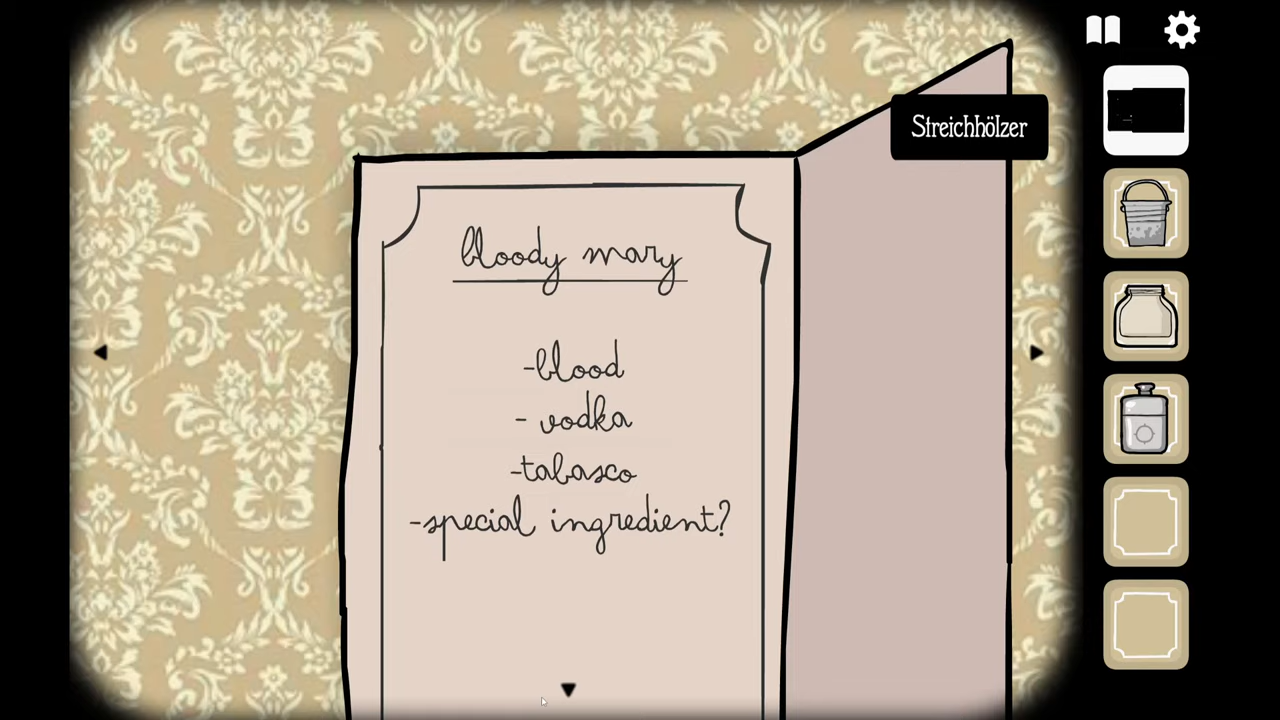 Streichhölzer
bloody mary
-blood
- vodka
-tabasco
-special ingredient?